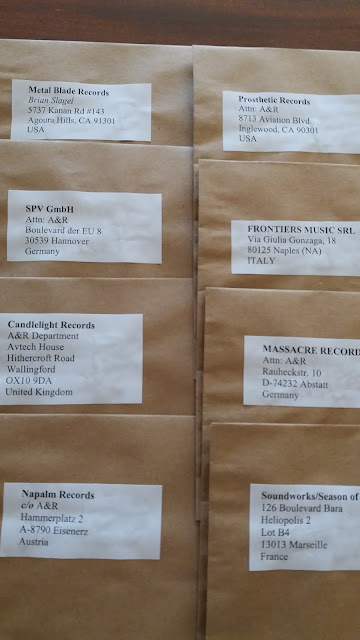 Metal Blade Records
Brian Slagel
5737 Kanan Rd #143
Agoura Hills, CA 91301
USA
Prosthetic Records
Attn: A&R
8713 Aviation Blvd
Inglewood, CA 90301
USA
SPV GmbH
Attn: A&R
Boulevard der EU 8
30539 Hannover
Germany
FRONTIERS MUSIC SRL
Via Giulia Gonzaga, 18
80125 Naples (NA)
ITALY
Candlelight Records
A&R Department
Avtech House
Hithercroft Road
Wallingford
OX10 9DA
United Kingdom
MASSACRE RECORD
Attn: A&R
Rauheckstr. 10
D-74232 Abstatt
Germany
Napalm Records
c/o A&R
Hammerplatz 2
A-8790 Eisenerz
Austria
Soundworks/Season of
126 Boulevard Bara
Heliopolis 2
Lot B4
13013 Marseille
France